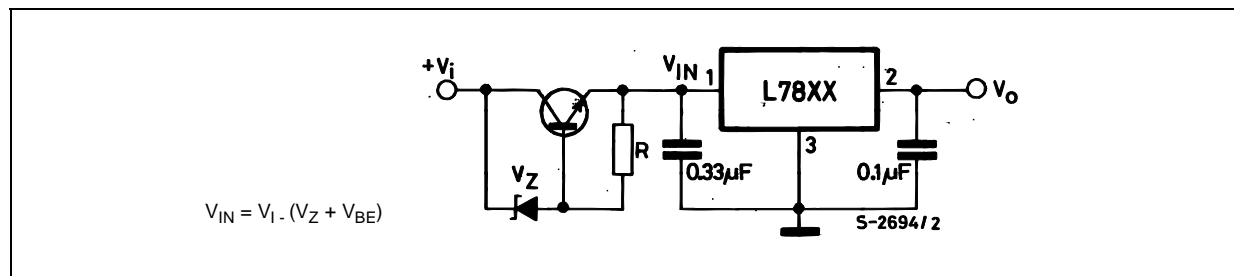 +Vi
VIN
1
L78XX
2
Vo
3
R
0.33μF
0.1μF
VZ
S-2694/2
VIN = VI - (VZ + VBE)